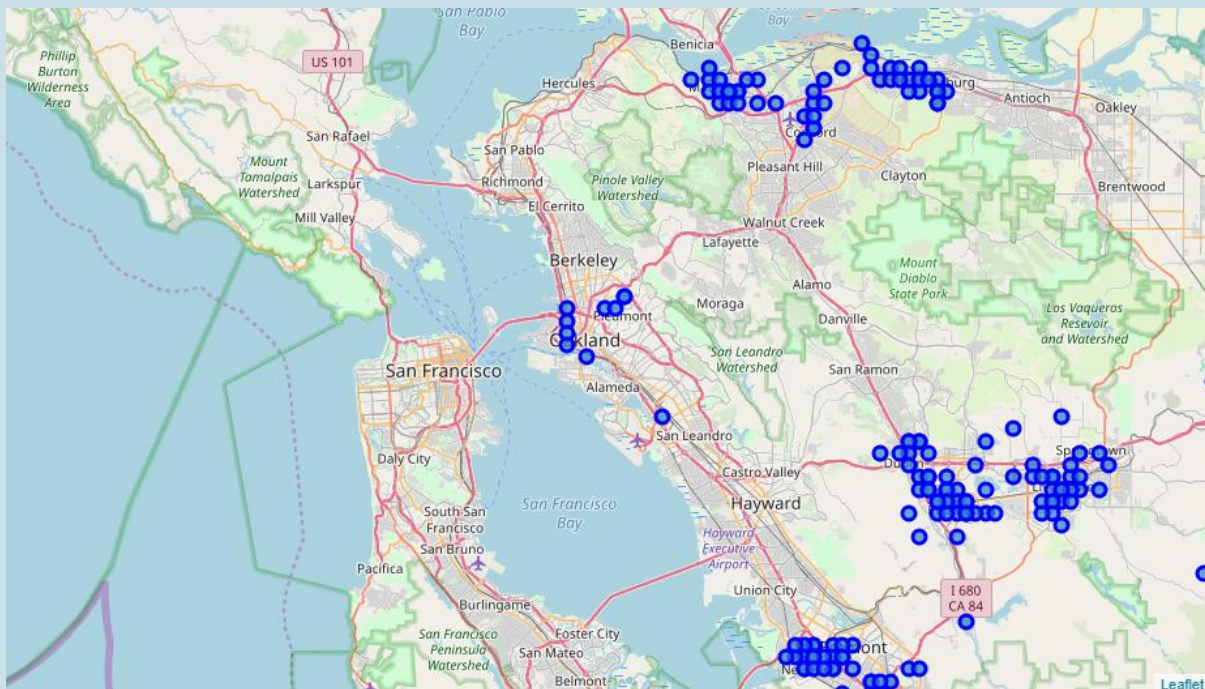 San Pablo
Bay
Bay
Phillip
Burton
Wilderness
Area
US 101
Benicia
Hercules
Antioch
Oakley
San Rafael
San Pablo
Pleasant Hill
Mount
Tamalpais
Watershed
Larkspur
Richmond
Pinole Valley
Watershed
Clayton
Brentwood
El Cerrito
Mill Valley
Walnut Creek
Lafayette
Berkeley
Mount
Diablo
State Park
Alamo
Moraga
Los Vaqueros
Resevoir
and Watershed
Piedmont
Danville
Oakland
San Leandro
Watershed
San Francisco
Alameda
San Ramon
San Leandro
Daly City
Castro Valley
San Francisco
Bay
Hayward
South San
Francisco
Hayward
Executive
Airport
San Bruno
Pacifica
Union City
I 680
CA 84
Burlingame
Foster City
San Francisco
Peninsula
Watershed
San Mateo
Belmont
Leaflet